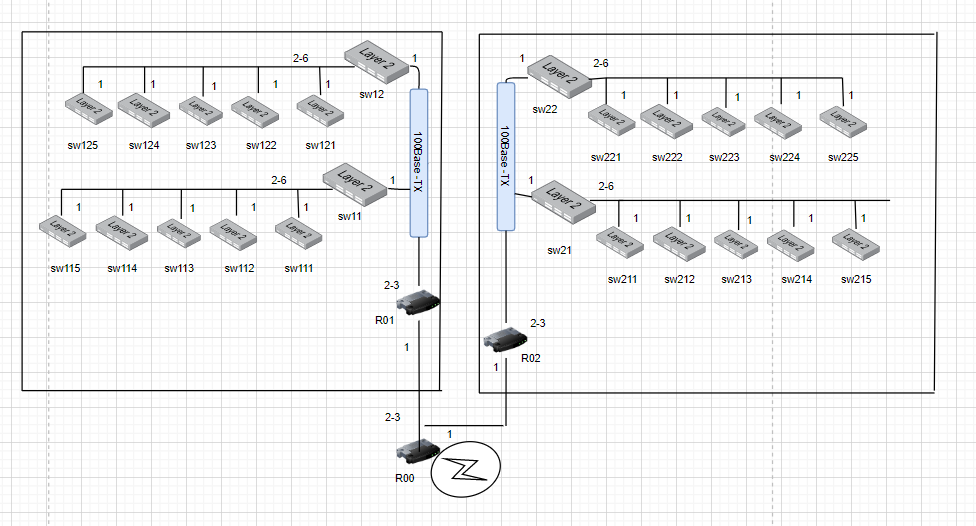 2-6
Layer 2
1
sw12
1
1
1
1
1
Layer 2
Layer 2
Layer 2
Layer 2
Layer 2
sw125
sw124
sw123
sw122
sw121
100Base -TX
2-6
Layer 2
1
sw11
1
1
1
1
1
Layer 2
Layer 2
Layer 2
Layer 2
Layer 2
sw115
sw114
sw113
sw112
sw111
2-3
R01
1
1
Layer 2
2-6
sw22
1
1
1
1
1
Layer 2
Layer 2
Layer 2
Layer 2
Layer 2
sw221
sw222
sw223
sw224
sw225
100Base -TX
1
Layer 2
2-6
sw21
1
1
1
1
1
Layer 2
Layer 2
Layer 2
Layer 2
Layer 2
sw211
sw212
sw213
sw214
sw215
2-3
R02
1
2-3
1
R00